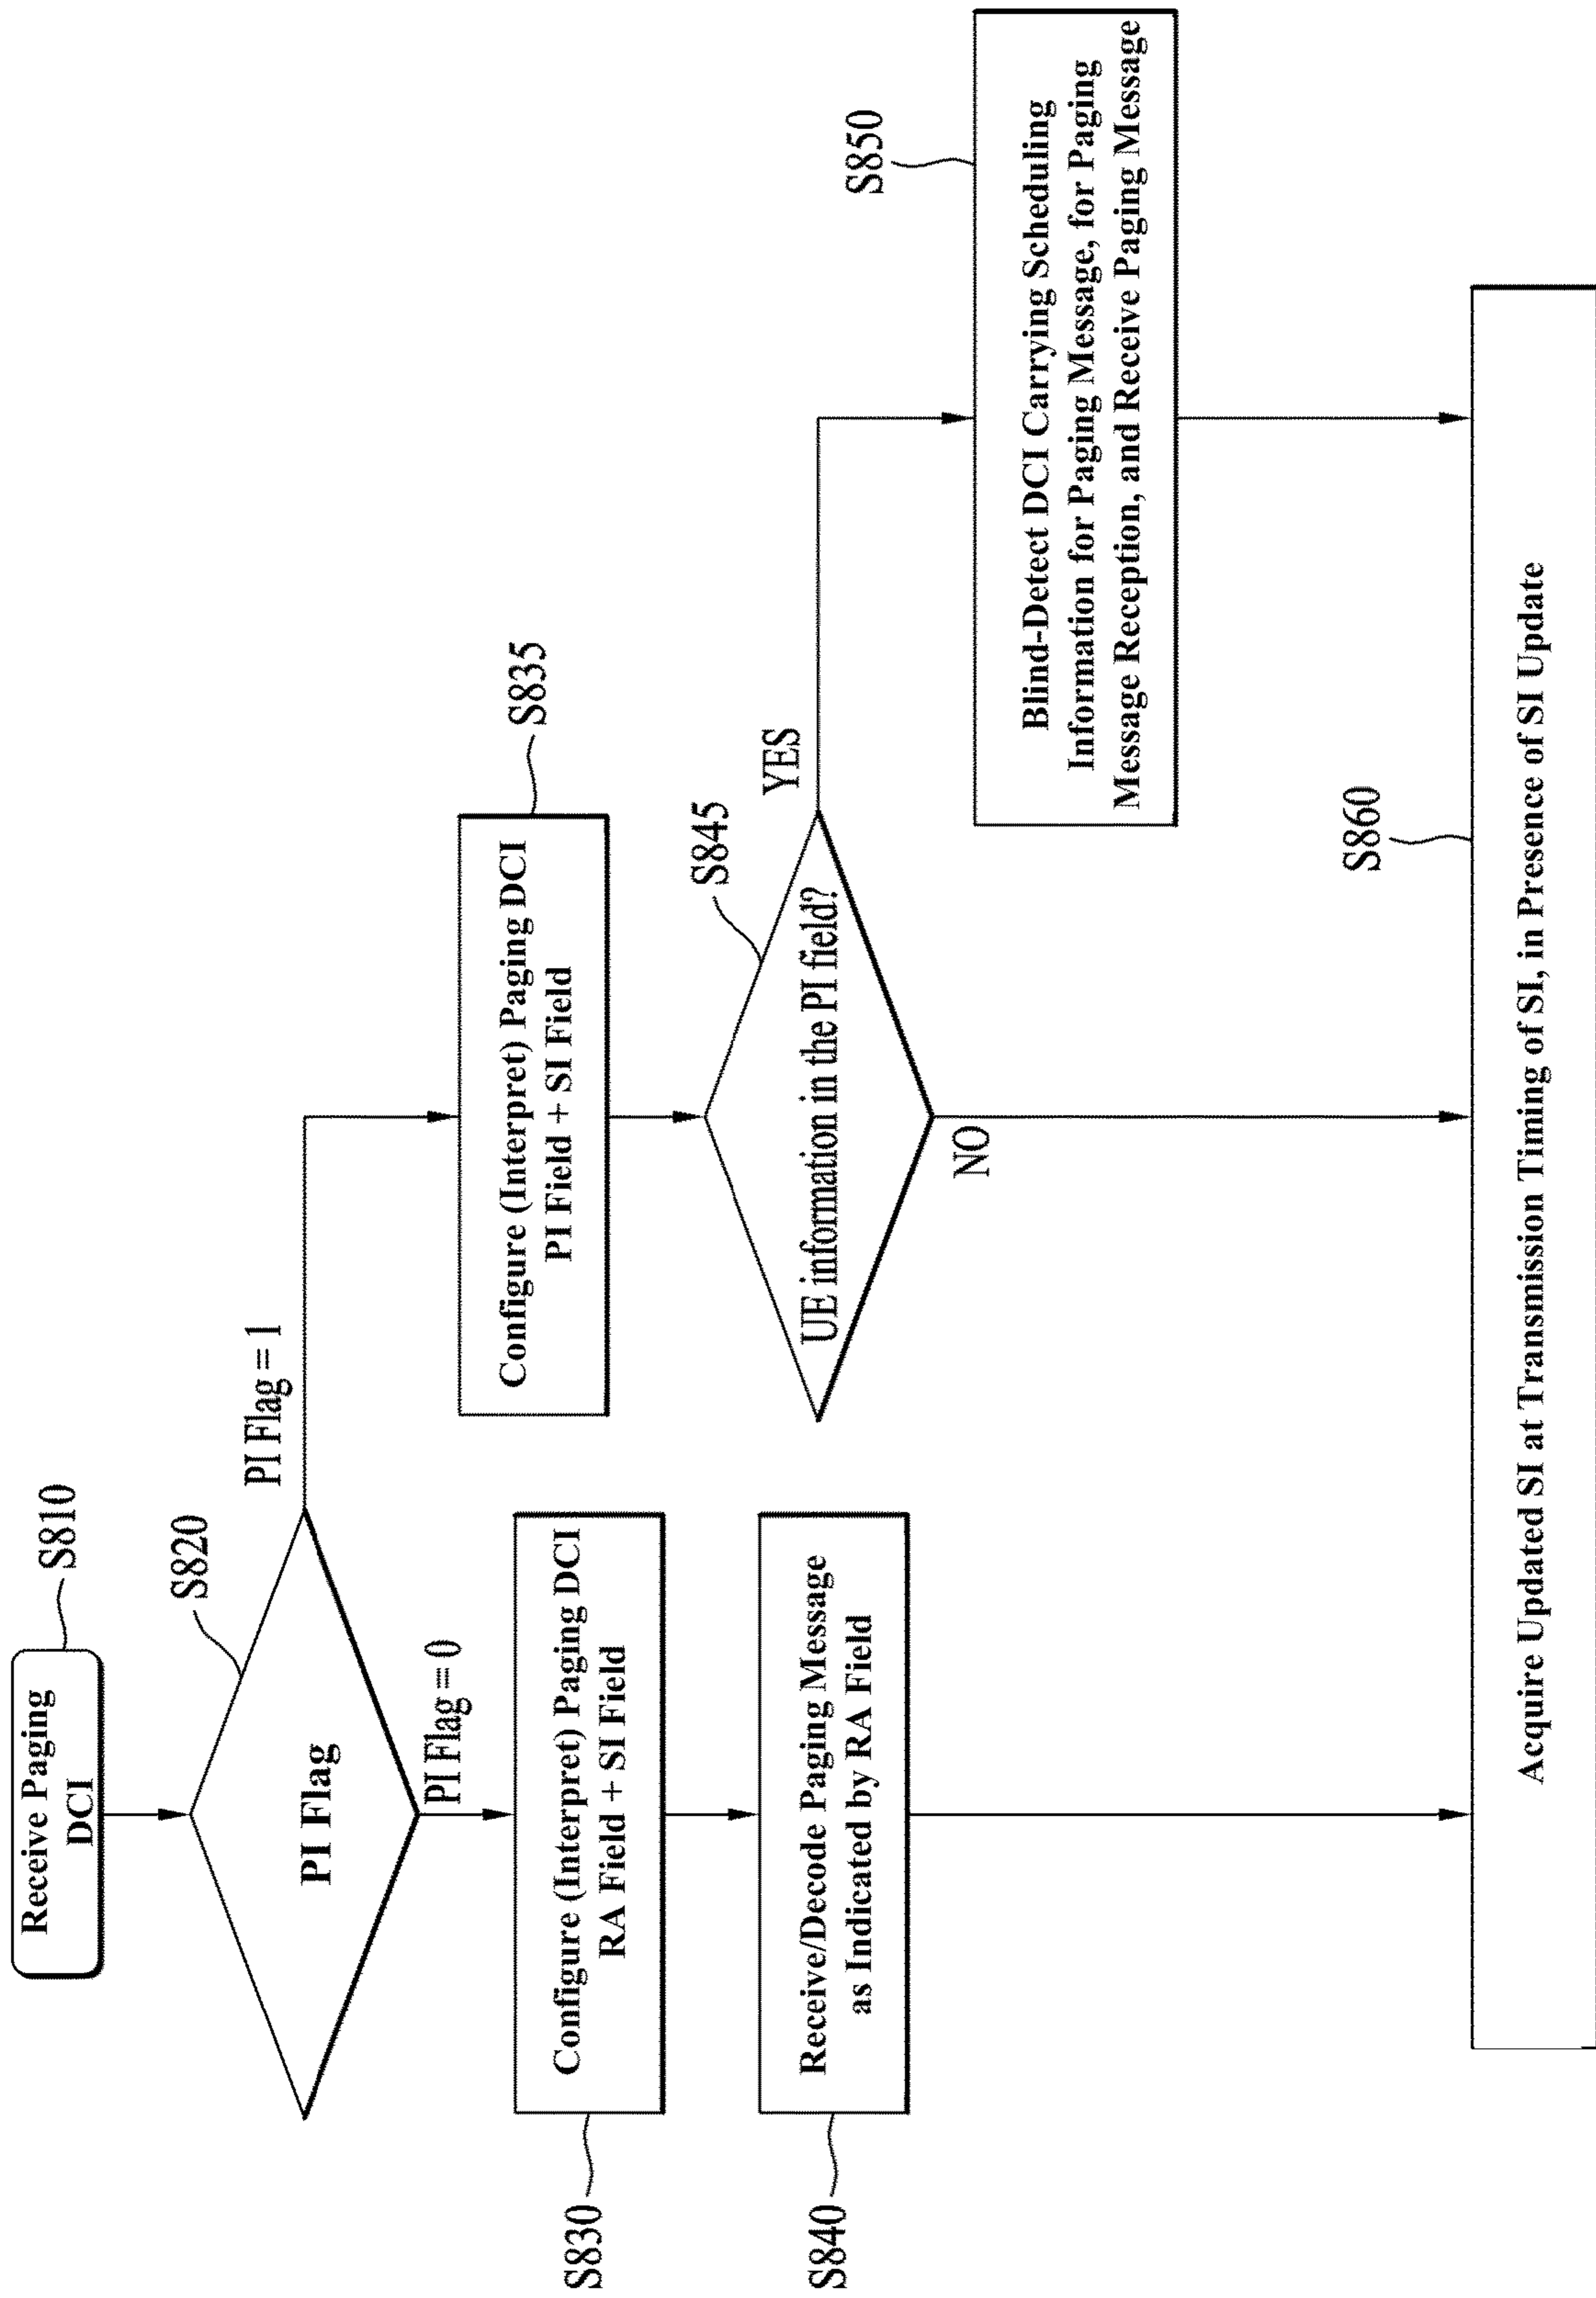 Receive Paging
DCI
S810
S820
PI Flag
PI Flag = 1
PI Flag = 0
Configure (Interpret) Paging DCI
RA Field + SI Field
S830
Configure (Interpret) Paging DCI
PI Field + SI Field
S835
Receive/Decode Paging Message
as Indicated by RA Field
S840
UE information in the PI field?
S845
YES
NO
Blind-Detect DCI Carrying Scheduling
Information for Paging Message, for Paging
Message Reception, and Receive Paging Message
S850
S860
Acquire Updated SI at Transmission Timing of SI, in Presence of SI Update